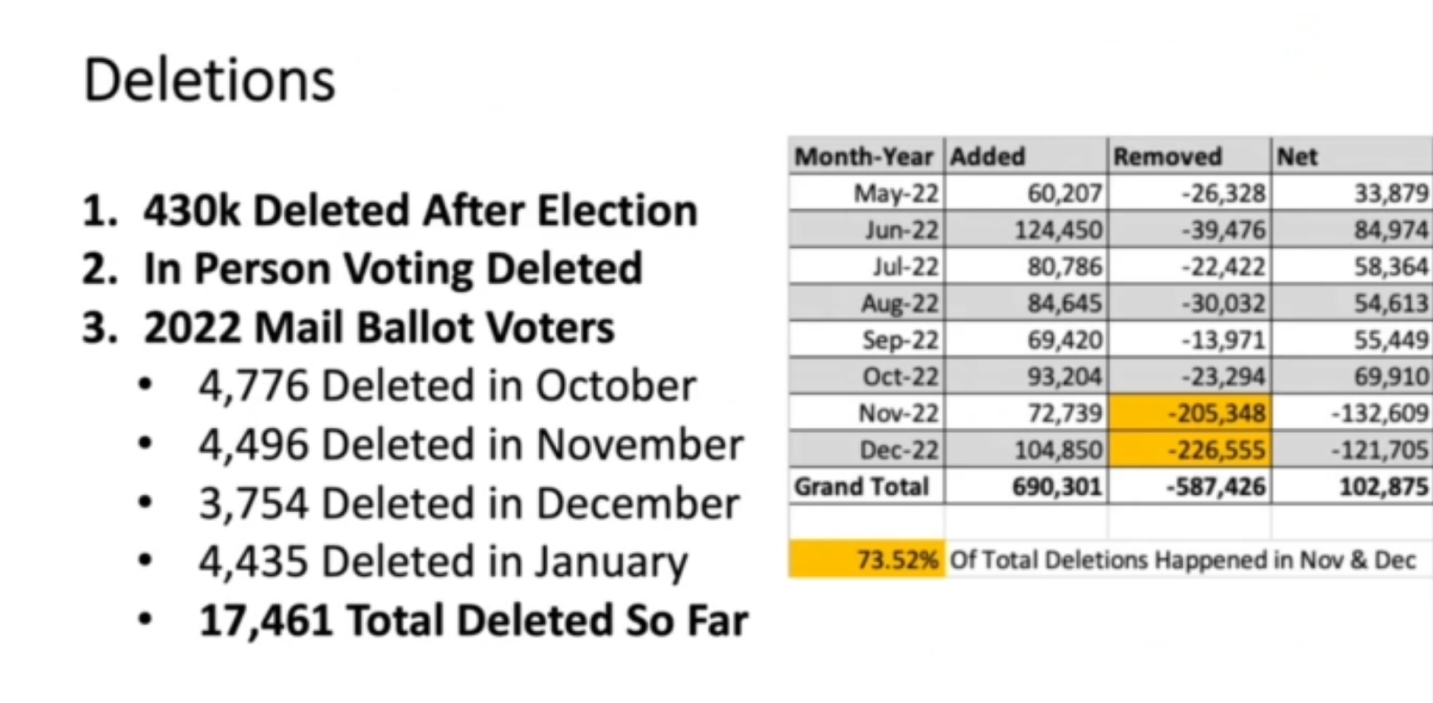 Deletions
1. 430k Deleted After Election
2. In Person Voting Deleted
3. 2022 Mail Ballot Voters
• 4,776 Deleted in October
• 4,496 Deleted in November
• 3,754 Deleted in December
• 4,435 Deleted in January
• 17,461 Total Deleted So Far
Month-Year Added Removed Net
May-22 60,207 -26,328 33,879
Jun-22 124,450 -39,476 84,974
Jul-22 80,786 -22,422 58,364
Aug-22 84,645 -30,032 54,613
Sep-22 69,420 -13,971 55,449
Oct-22 93,204 -23,294 69,910
Nov-22 72,739 -205,348 -132,609
Dec-22 104,850 -226,555 -121,705
Grand Total 690,301 -587,426 102,875
73.52% Of Total Deletions Happened in Nov & Dec